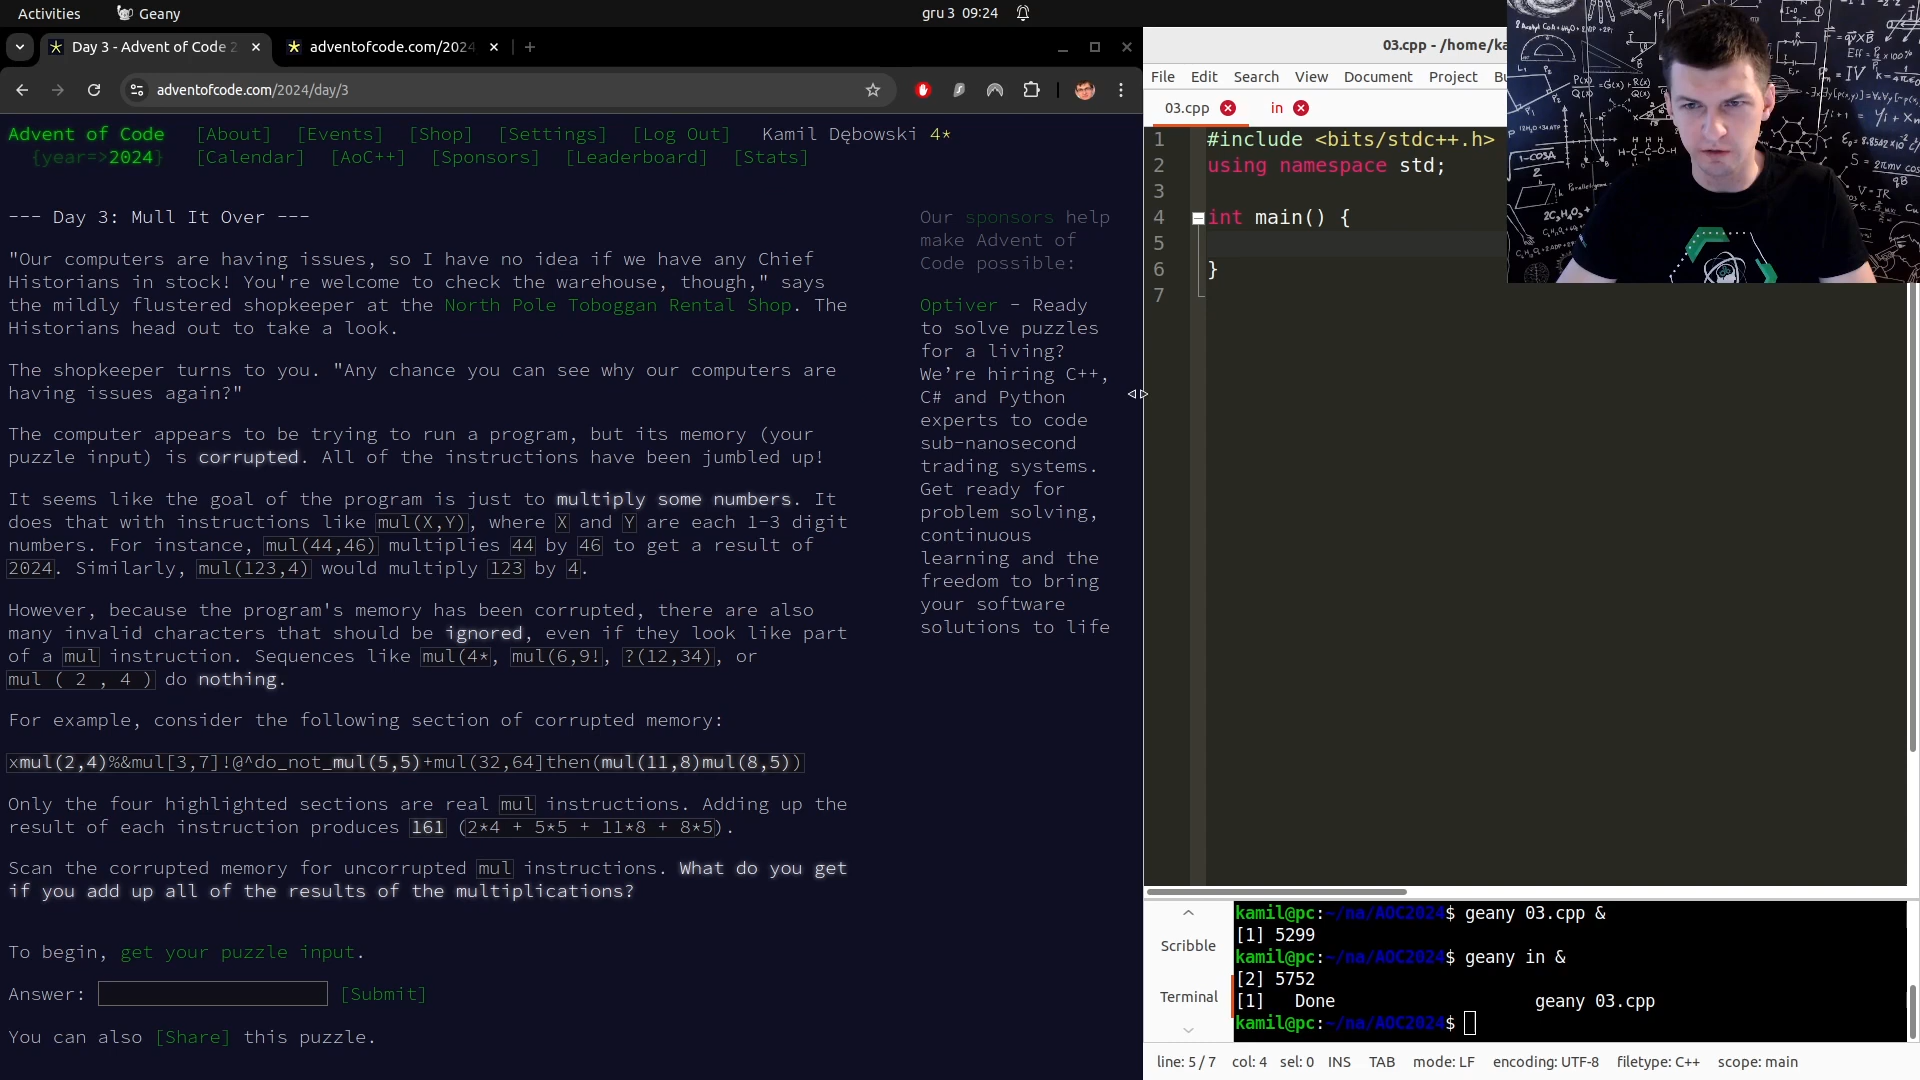 Activities
Geany
gru 3 09:24
Day 3 - Advent of Code 2
adventofcode.com/2024
adventofcode.com/2024/day/3
Advent of Code [About] [Events] [Shop] [Settings] [Log Out] Kamil Dębowski 4*
{year=>2024} [Calendar] [AoC++] [Sponsors] [Leaderboard] [Stats]
--- Day 3: Mull It Over ---
"Our computers are having issues, so I have no idea if we have any Chief
Historians in stock! You're welcome to check the warehouse, though," says
the mildly flustered shopkeeper at the North Pole Toboggan Rental Shop. The
Historians head out to take a look.
The shopkeeper turns to you. "Any chance you can see why our computers are
having issues again?"
The computer appears to be trying to run a program, but its memory (your
puzzle input) is corrupted. All of the instructions have been jumbled up!
It seems like the goal of the program is just to multiply some numbers. It
does that with instructions like mul(X,Y), where X and Y are each 1-3 digit
numbers. For instance, mul(44,46) multiplies 44 by 46 to get a result of
2024. Similarly, mul(123,4) would multiply 123 by 4.
However, because the program's memory has been corrupted, there are also
many invalid characters that should be ignored, even if they look like part
of a mul instruction. Sequences like mul(4*, mul(6,9!, ?(12,34), or
mul ( 2 , 4 ) do nothing.
For example, consider the following section of corrupted memory:
xmul(2,4)%&mul[3,7]!@^do_not_mul(5,5)+mul(32,64]then(mul(11,8)mul(8,5))
Only the four highlighted sections are real mul instructions. Adding up the
result of each instruction produces 161 (2*4 + 5*5 + 11*8 + 8*5).
Scan the corrupted memory for uncorrupted mul instructions. What do you get
if you add up all of the results of the multiplications?
To begin, get your puzzle input.
Answer: [Submit]
You can also [Share] this puzzle.
Our sponsors help
make Advent of
Code possible:
Optiver - Ready
to solve puzzles
for a living?
We're hiring C++,
C# and Python
experts to code
sub-nanosecond
trading systems.
Get ready for
problem solving,
continuous
learning and the
freedom to bring
your software
solutions to life
03.cpp - /home/ka
File Edit Search View Document Project Bu
03.cpp in
1 #include <bits/stdc++.h>
2 using namespace std;
3
4 int main() {
5
6 }
7
Scribble
Terminal
kamil@pc:~/na/AOC2024$ geany 03.cpp &
[1] 5299
kamil@pc:~/na/AOC2024$ geany in &
[2] 5752
[1] Done geany 03.cpp
kamil@pc:~/na/AOC2024$
line: 5 / 7 col: 4 sel: 0 INS TAB mode: LF encoding: UTF-8 filetype: C++ scope: main